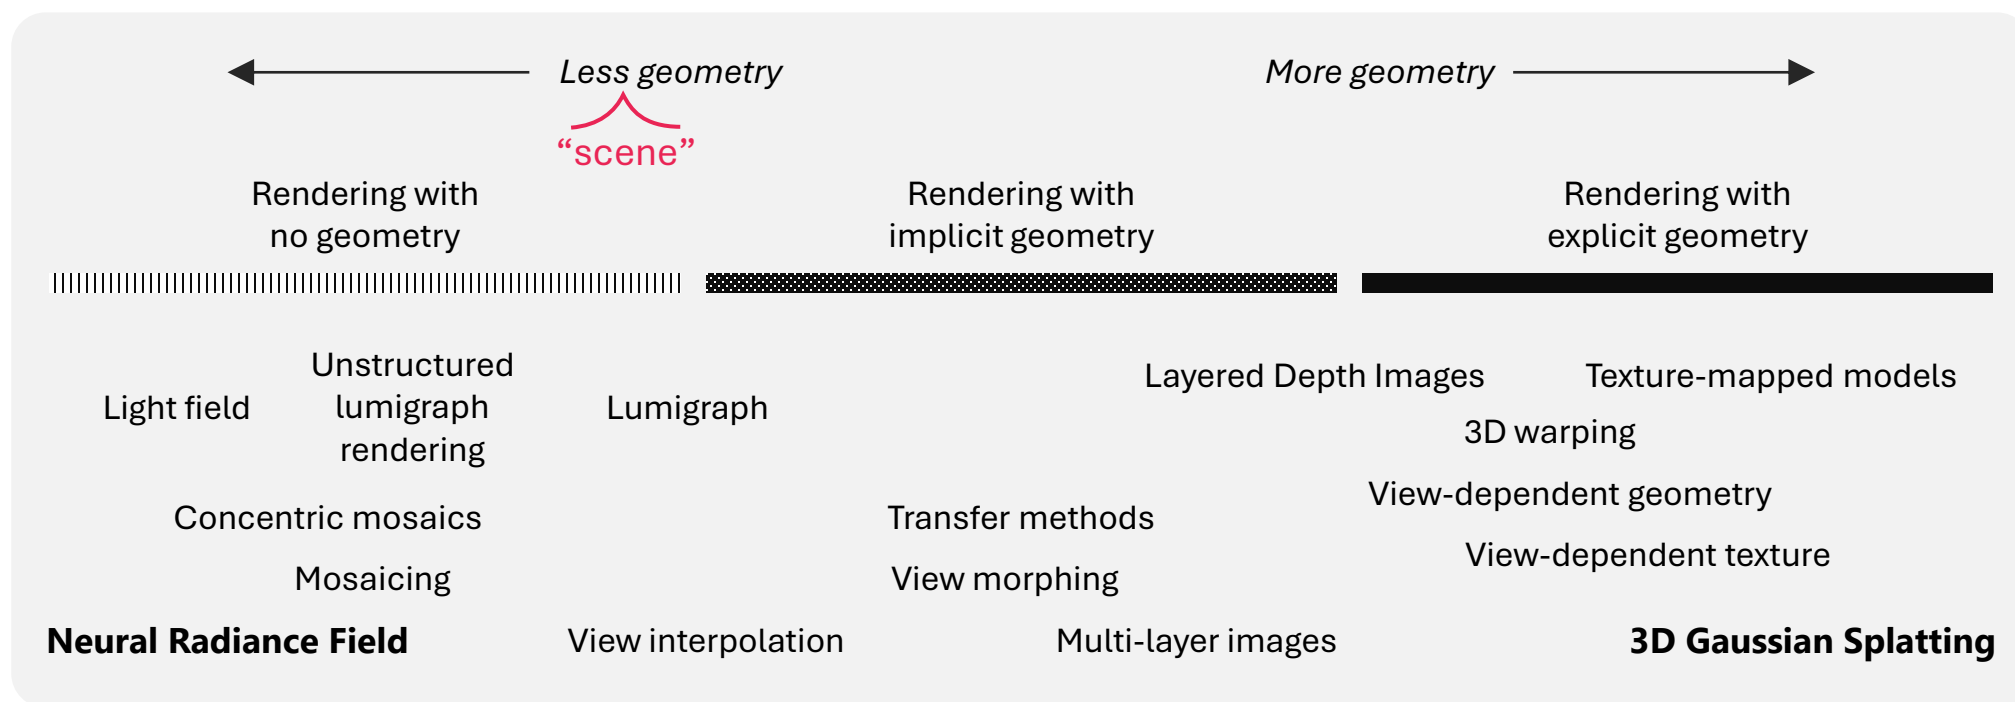 Less geometry
More geometry
“scene”
Rendering with
no geometry
Rendering with
implicit geometry
Rendering with
explicit geometry
Light field
Unstructured
lumigraph
rendering
Lumigraph
Layered Depth Images
Texture-mapped models
3D warping
View-dependent geometry
Concentric mosaics
Transfer methods
View-dependent texture
Mosaicing
View morphing
Neural Radiance Field
View interpolation
Multi-layer images
3D Gaussian Splatting